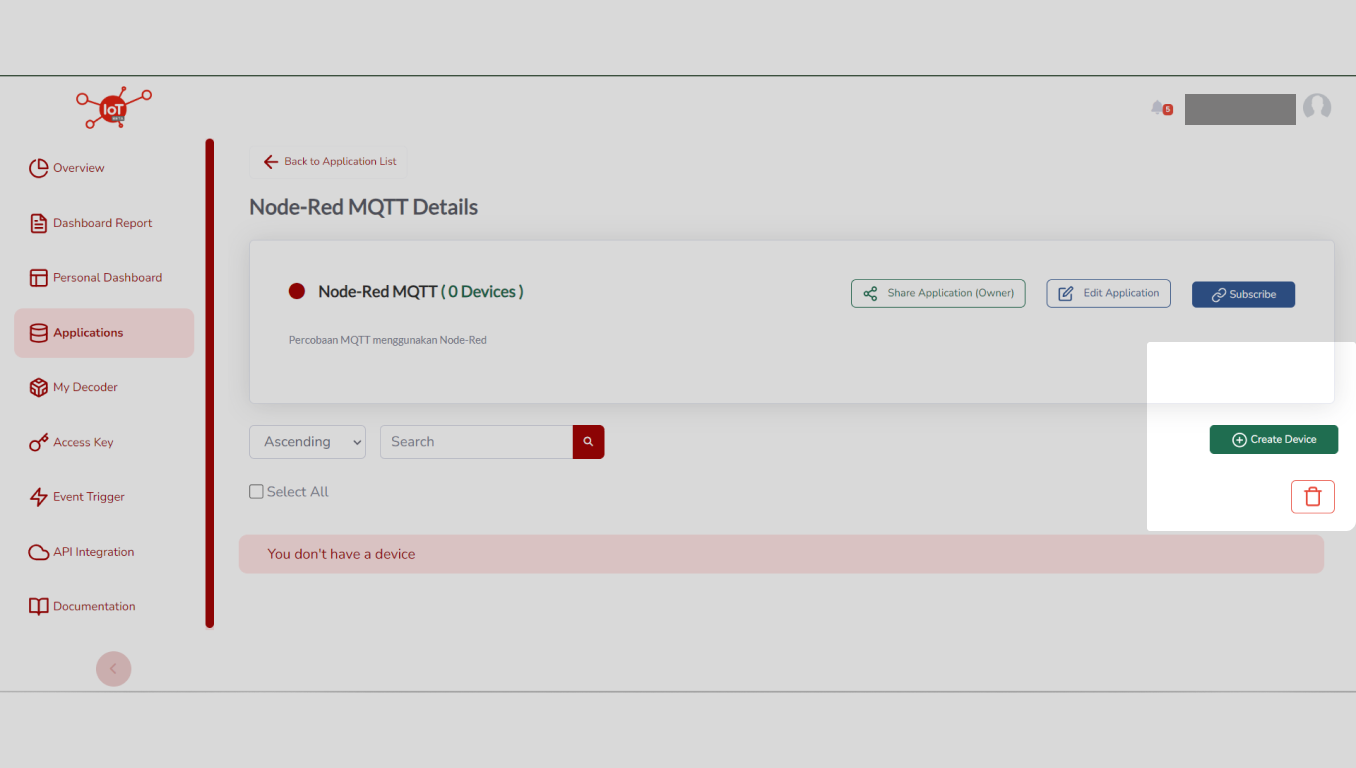 IoT
BETA
5
Overview
Dashboard Report
Personal Dashboard
Applications
My Decoder
Access Key
Event Trigger
API Integration
Documentation
Back to Application List
Node-Red MQTT Details
Node-Red MQTT ( 0 Devices )
Share Application (Owner)
Edit Application
Subscribe
Percobaan MQTT menggunakan Node-Red
Ascending
Search
Create Device
Select All
You don't have a device